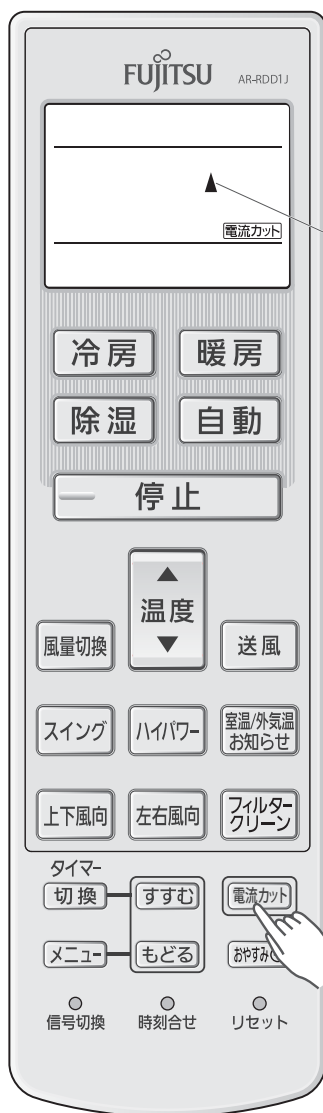 FUJITSU AR-RDD1J
▲
電流カット
冷房 暖房
除湿 自動
停止
▲
温度
▼
風量切換 送風
スイング ハイパワー 室温/外気温
お知らせ
上下風向 左右風向 フィルター
クリーン
タイマー
切換 すすむ 電流カット
メニュー もどる おやすみ
信号切換 時刻合せ リセット